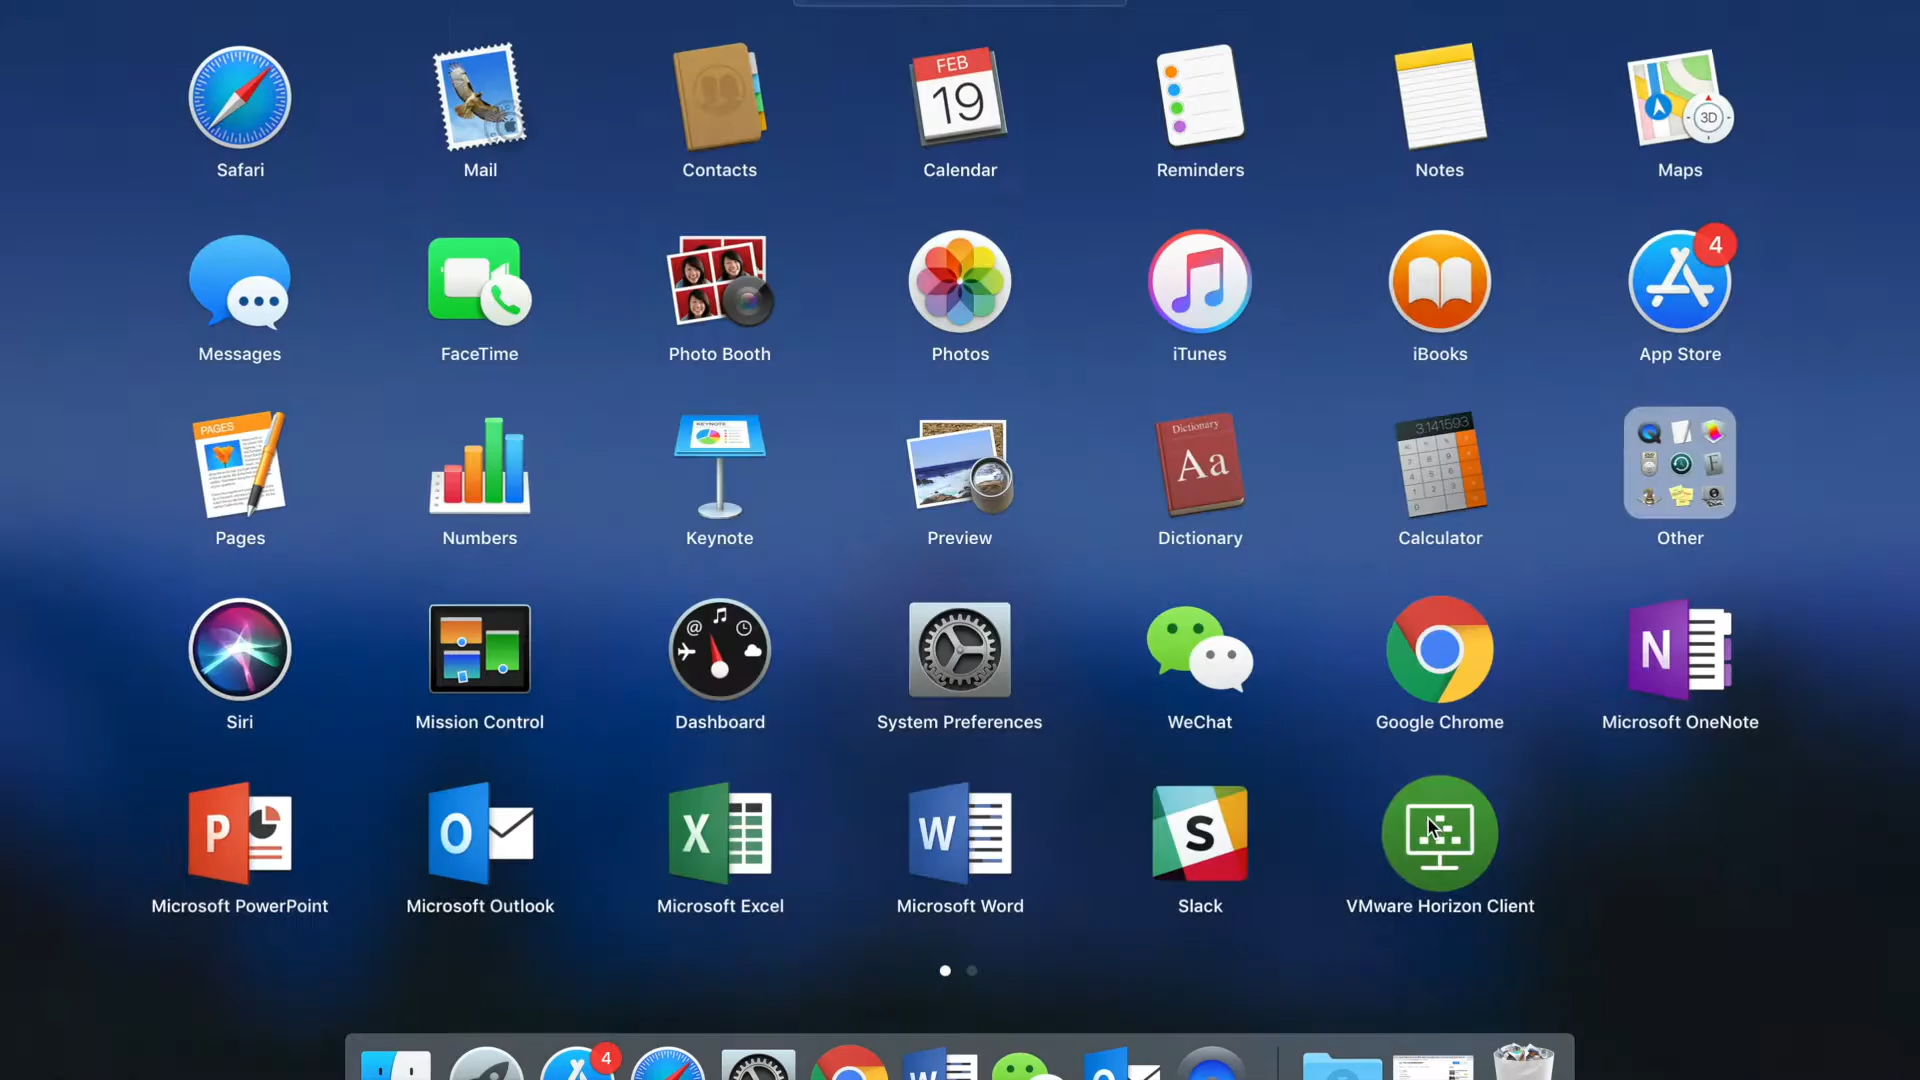 FEB
19
3D
Safari
Mail
Contacts
Calendar
Reminders
Notes
Maps
4
Messages
FaceTime
Photo Booth
Photos
iTunes
iBooks
App Store
PAGES
KEYNOTE
Dictionary
Aa
3.141593
Pages
Numbers
Keynote
Preview
Dictionary
Calculator
Other
@
N
Siri
Mission Control
Dashboard
System Preferences
WeChat
Google Chrome
Microsoft OneNote
P
O
X
W
S
Microsoft PowerPoint
Microsoft Outlook
Microsoft Excel
Microsoft Word
Slack
VMware Horizon Client
4
W
O